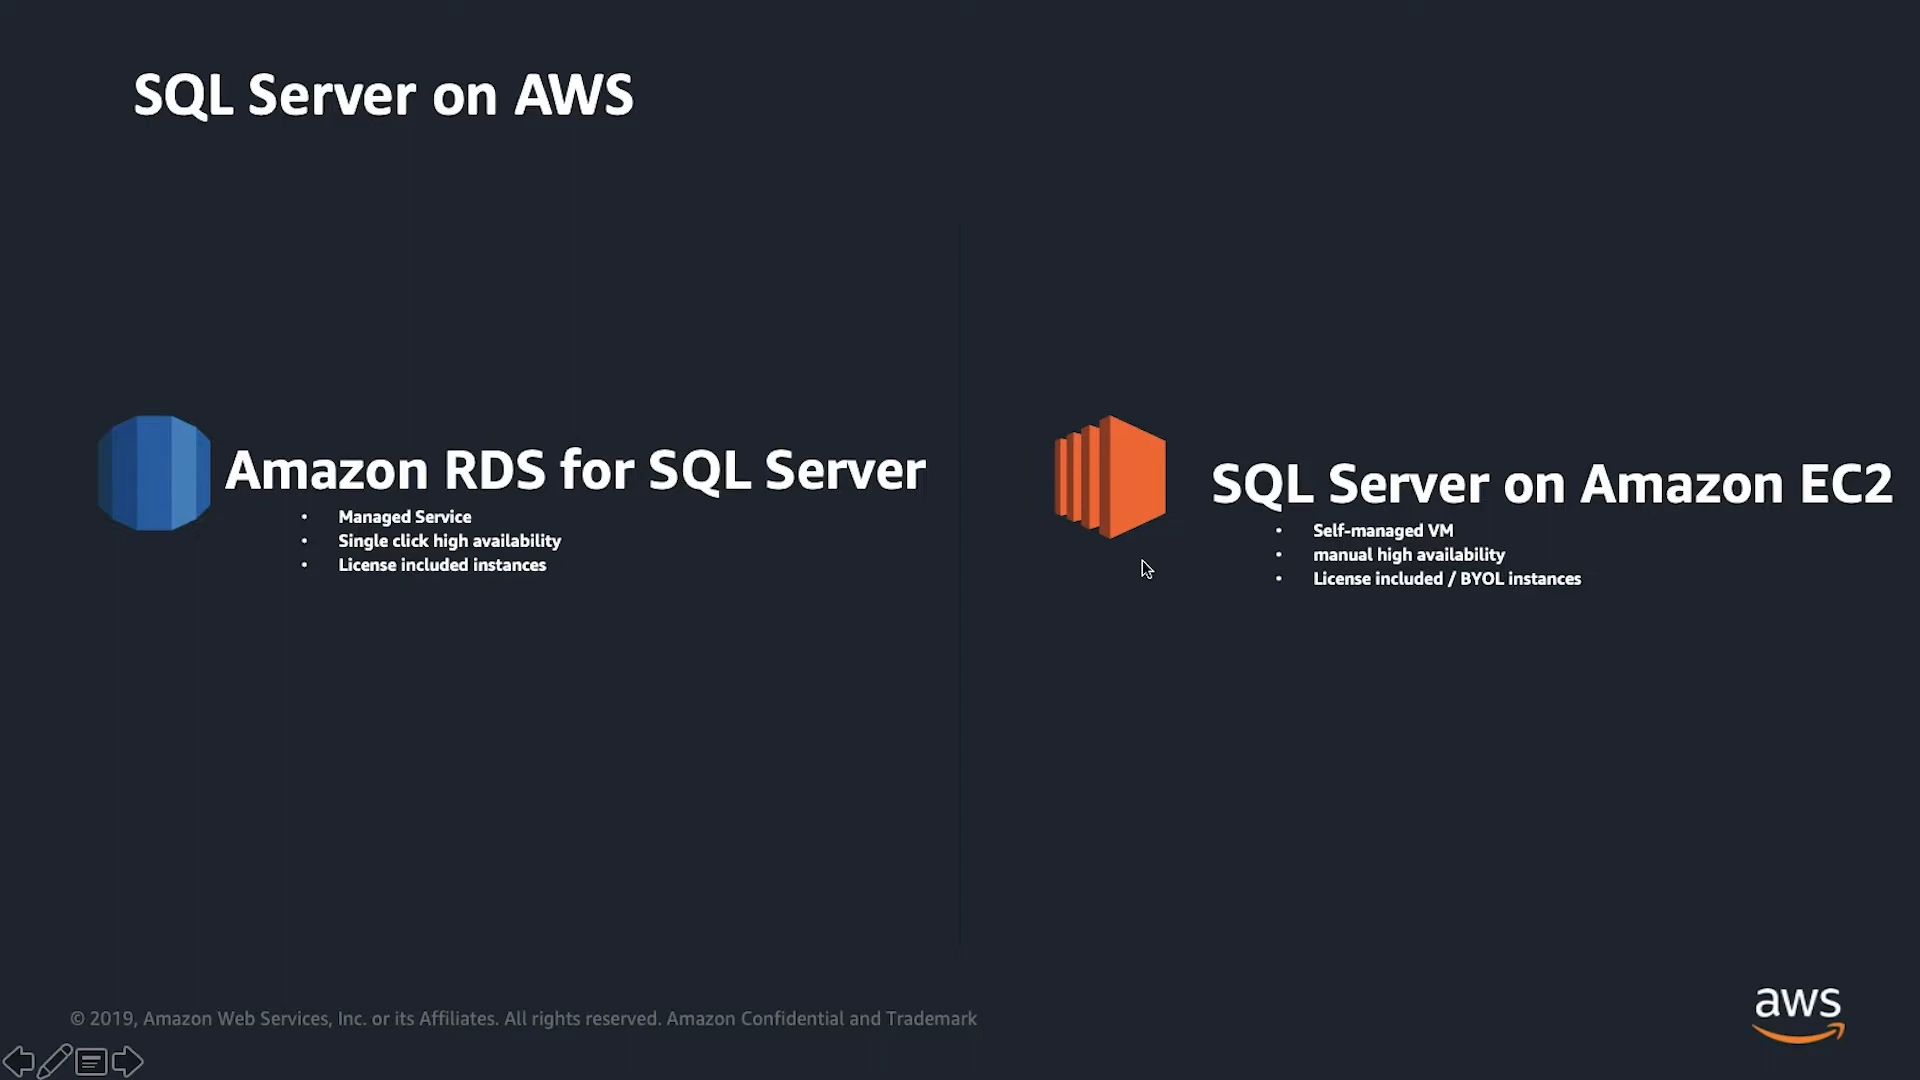 SQL Server on AWS
Amazon RDS for SQL Server
• Managed Service
• Single click high availability
• License included instances
SQL Server on Amazon EC2
• Self-managed VM
• manual high availability
• License included / BYOL instances
© 2019, Amazon Web Services, Inc. or its Affiliates. All rights reserved. Amazon Confidential and Trademark
aws